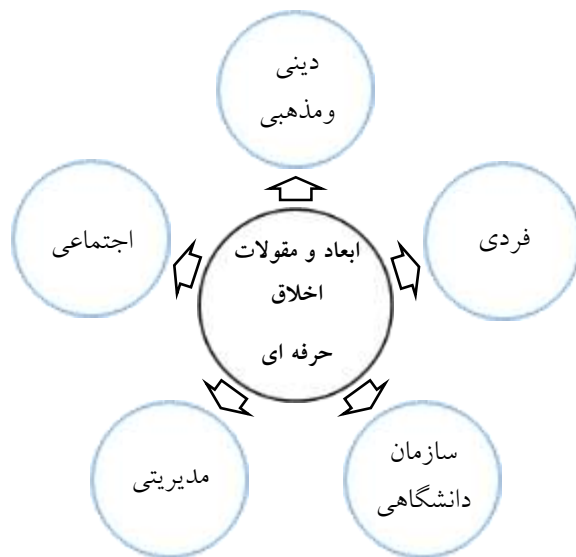 دینی
ومذهبی
اجتماعی
فردی
ابعاد و مقولات
اخلاق
حرفه ای
مدیریتی
سازمان
دانشگاهی